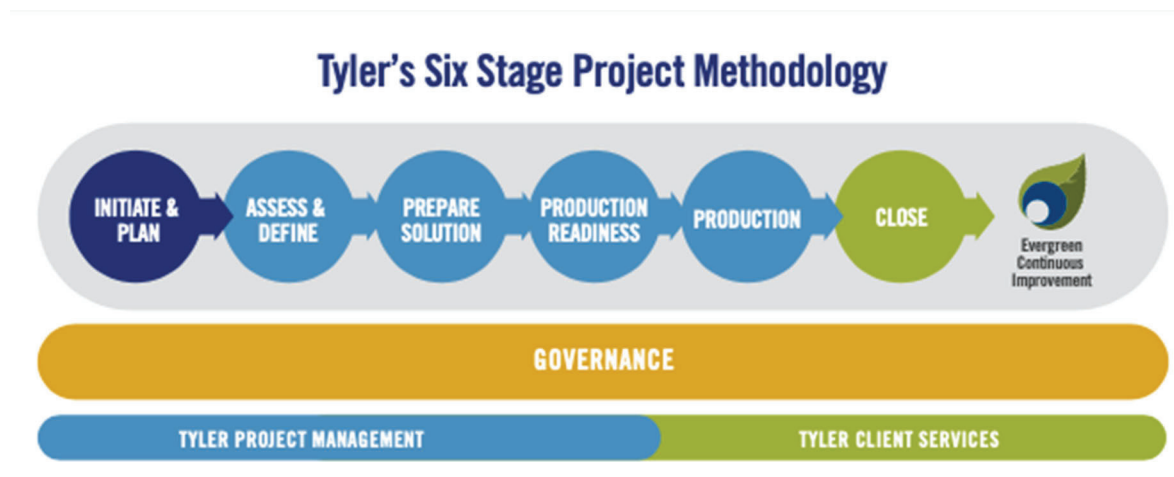 Tyler's Six Stage Project Methodology
INITIATE &
PLAN
ASSESS &
DEFINE
PREPARE
SOLUTION
PRODUCTION
READINESS
PRODUCTION
CLOSE
Evergreen
Continuous
Improvement
GOVERNANCE
TYLER PROJECT MANAGEMENT
TYLER CLIENT SERVICES